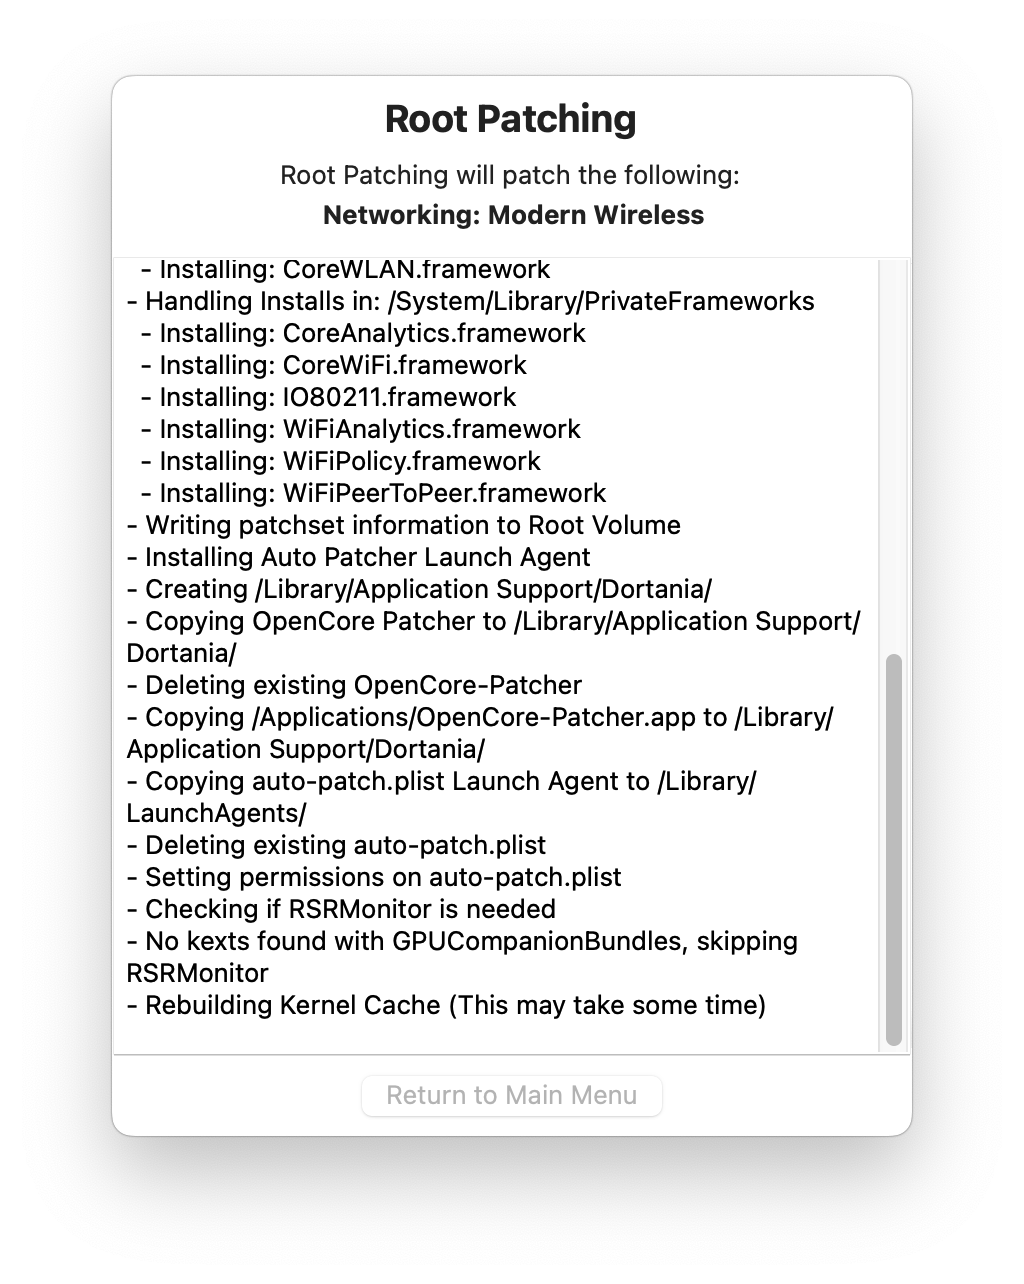 Root Patching
Root Patching will patch the following:
Networking: Modern Wireless
- Installing: CoreWLAN.framework
- Handling Installs in: /System/Library/PrivateFrameworks
- Installing: CoreAnalytics.framework
- Installing: CoreWiFi.framework
- Installing: IO80211.framework
- Installing: WiFiAnalytics.framework
- Installing: WiFiPolicy.framework
- Installing: WiFiPeerToPeer.framework
- Writing patchset information to Root Volume
- Installing Auto Patcher Launch Agent
- Creating /Library/Application Support/Dortania/
- Copying OpenCore Patcher to /Library/Application Support/
Dortania/
- Deleting existing OpenCore-Patcher
- Copying /Applications/OpenCore-Patcher.app to /Library/
Application Support/Dortania/
- Copying auto-patch.plist Launch Agent to /Library/
LaunchAgents/
- Deleting existing auto-patch.plist
- Setting permissions on auto-patch.plist
- Checking if RSRMonitor is needed
- No kexts found with GPUCompanionBundles, skipping
RSRMonitor
- Rebuilding Kernel Cache (This may take some time)
Return to Main Menu